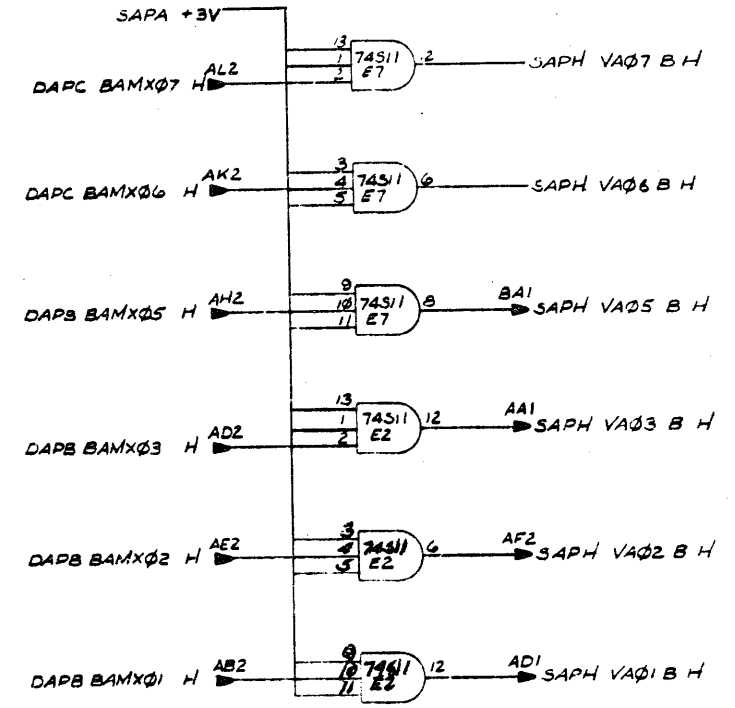 SAPA +3V
13
DAPC BAMXØ7 H AL2 1 74S11 E7 2 SAPH VAØ7 B H
2
3
DAPC BAMXØ6 H AK2 4 74S11 E7 6 SAPH VAØ6 B H
5
9
DAPB BAMXØ5 H AH2 10 74S11 E7 8 BA1 SAPH VAØ5 B H
11
13
DAPB BAMXØ3 H AD2 1 74S11 E2 12 AA1 SAPH VAØ3 B H
2
3
DAPB BAMXØ2 H AE2 4 74S11 E2 6 AF2 SAPH VAØ2 B H
5
9
DAPB BAMXØ1 H AB2 10 74S11 E2 12 AD1 SAPH VAØ1 B H
11